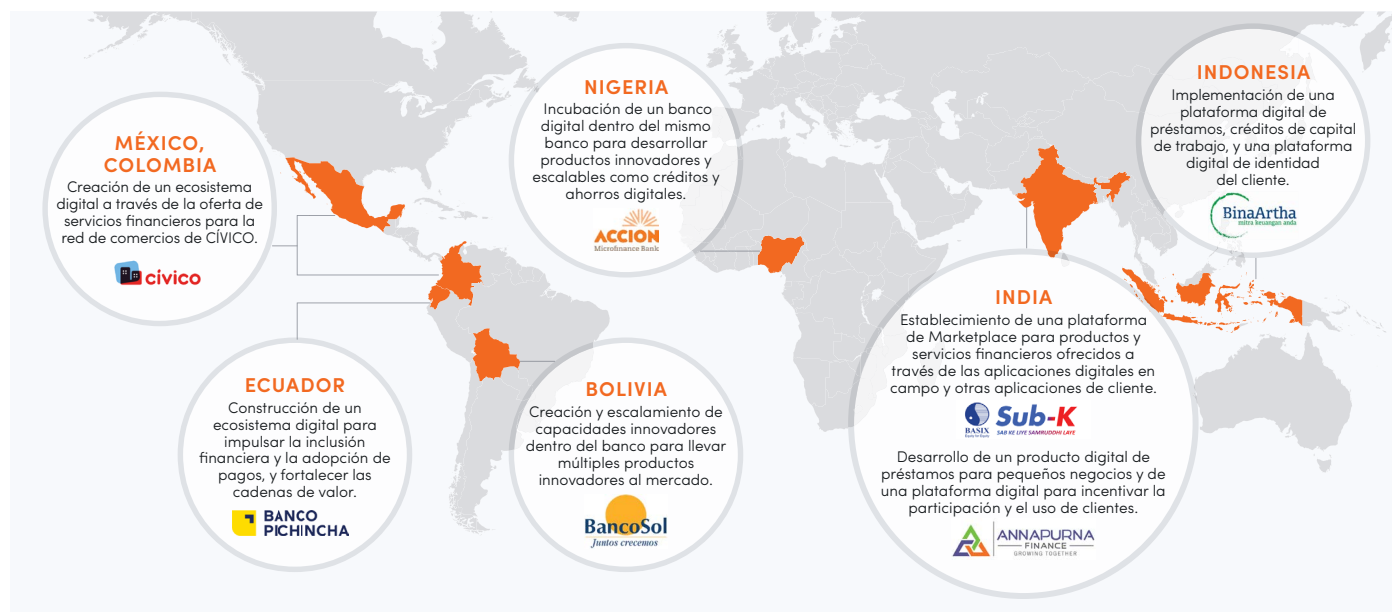 MÉXICO,
COLOMBIA
Creación de un ecosistema
digital a través de la oferta de
servicios financieros para la
red de comercios de CÍVICO.
cívico
ECUADOR
Construcción de un
ecosistema digital para
impulsar la inclusión
financiera y la adopción de
pagos, y fortalecer las
cadenas de valor.
BANCO
PICHINCHA
NIGERIA
Incubación de un banco
digital dentro del mismo
banco para desarrollar
productos innovadores y
escalables como créditos y
ahorros digitales.
ACCION
Microfinance Bank
BOLIVIA
Creación y escalamiento de
capacidades innovadores
dentro del banco para llevar
múltiples productos
innovadores al mercado.
BancoSol
Juntos crecemos
INDIA
Establecimiento de una plataforma
de Marketplace para productos y
servicios financieros ofrecidos a
través de las aplicaciones digitales en
campo y otras aplicaciones de cliente.
BASIX
Equity for Equity
Sub-K
SAB KE LIYE SAMRUDDHI LAYE
Desarrollo de un producto digital de
préstamos para pequeños negocios y de
una plataforma digital para incentivar la
participación y el uso de clientes.
ANNAPURNA
FINANCE
GROWING TOGETHER
INDONESIA
Implementación de una
plataforma digital de
préstamos, créditos de capital
de trabajo, y una plataforma
digital de identidad
del cliente.
BinaArtha
mitra keuangan anda